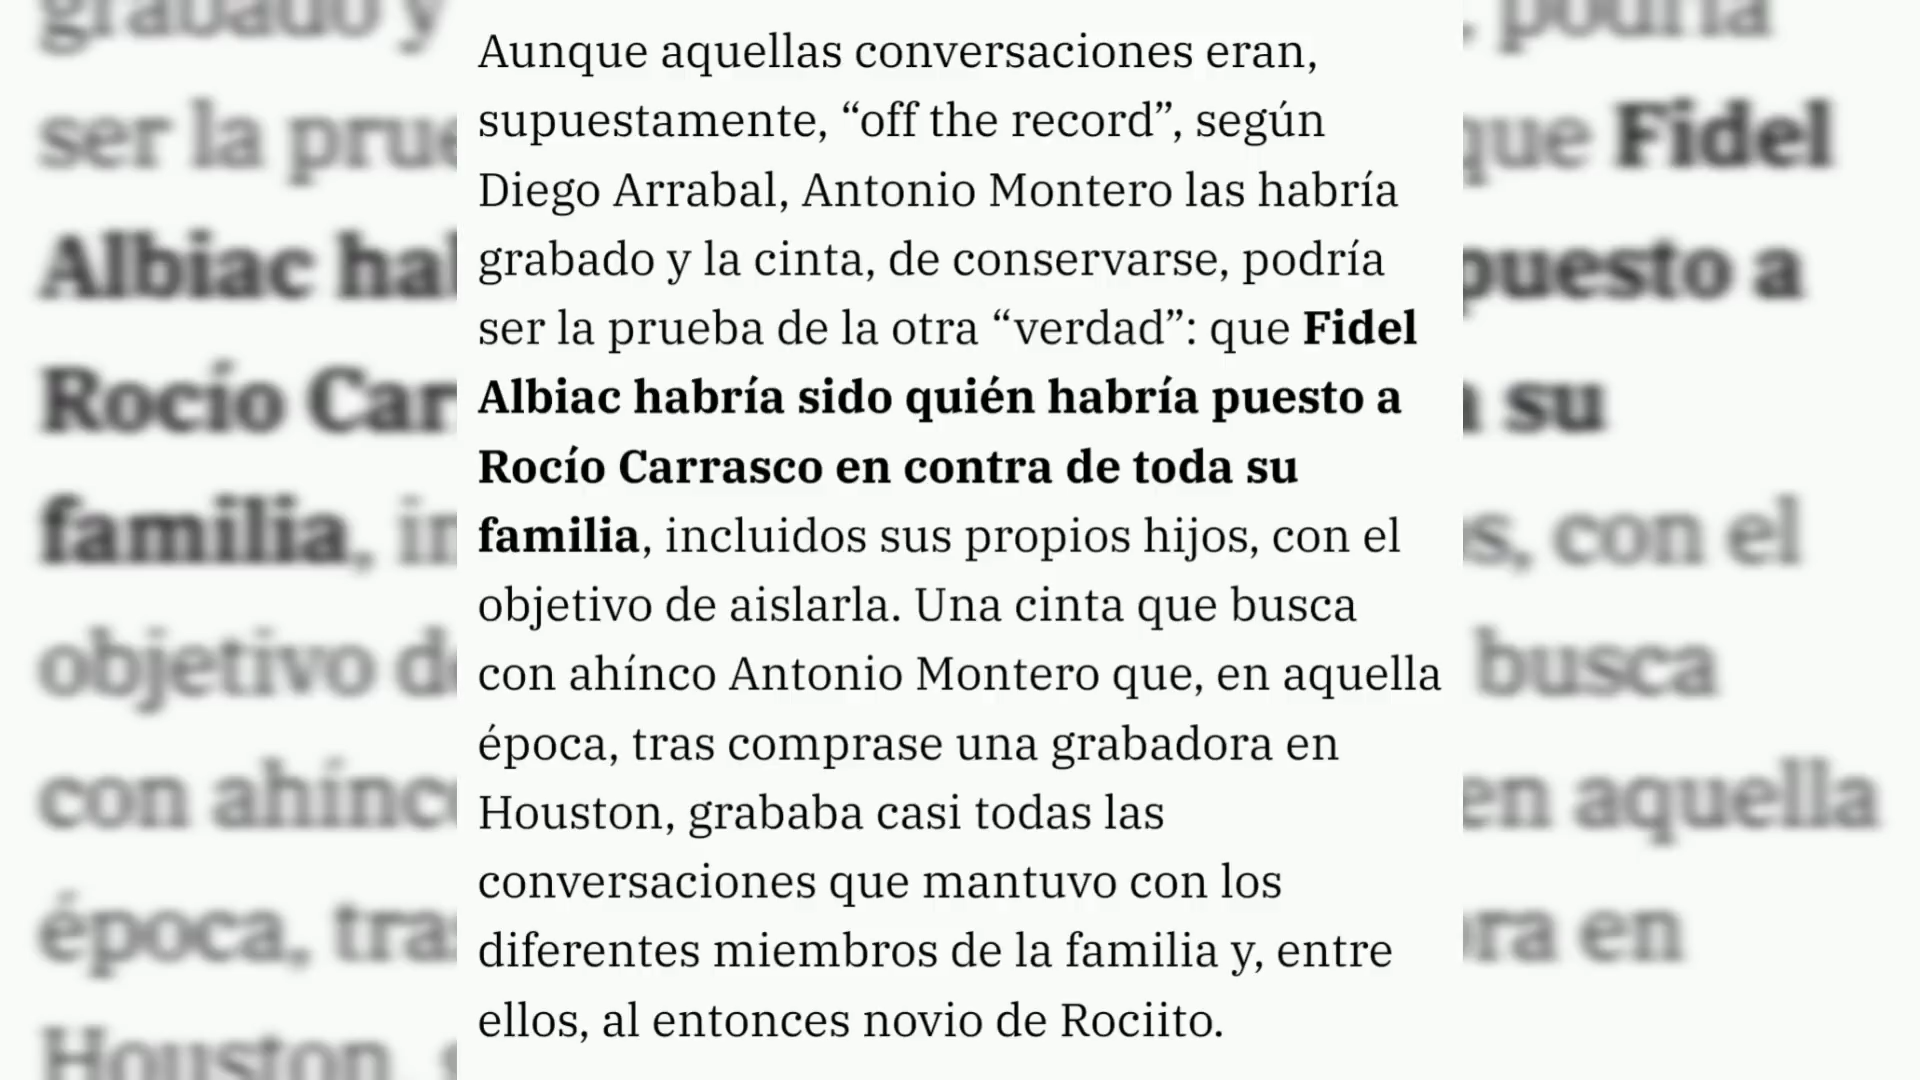 Aunque aquellas conversaciones eran,
supuestamente, “off the record”, según
Diego Arrabal, Antonio Montero las habría
grabado y la cinta, de conservarse, podría
ser la prueba de la otra “verdad”: que Fidel
Albiac habría sido quién habría puesto a
Rocío Carrasco en contra de toda su
familia, incluidos sus propios hijos, con el
objetivo de aislarla. Una cinta que busca
con ahínco Antonio Montero que, en aquella
época, tras comprase una grabadora en
Houston, grababa casi todas las
conversaciones que mantuvo con los
diferentes miembros de la familia y, entre
ellos, al entonces novio de Rociito.